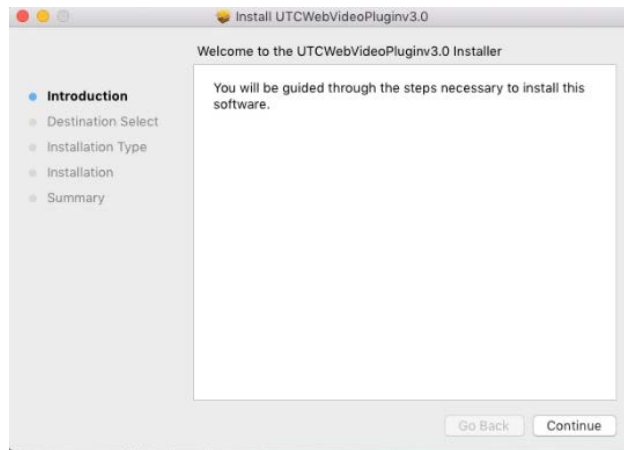 Install UTCWebVideoPluginv3.0
Welcome to the UTCWebVideoPluginv3.0 Installer
Introduction
Destination Select
Installation Type
Installation
Summary
You will be guided through the steps necessary to install this
software.
Go Back
Continue